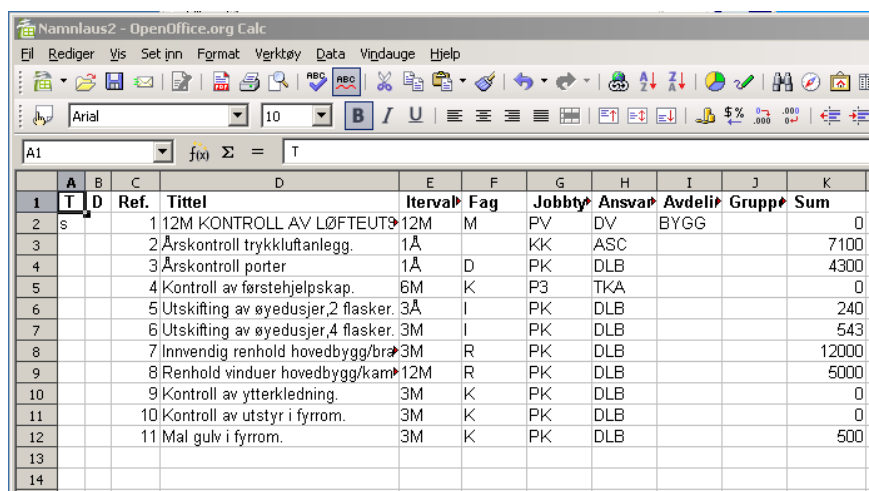 Namnlaus2 - OpenOffice.org Calc
Fil Rediger Vis Set inn Format Verktøy Data Vindauge Hjelp
ABC ABC
Arial 10 B I U $% .000 .000
A1 f(x) Σ = T
A B C D E F G H I J K
1 T D Ref. Tittel Iterval Fag Jobbty Ansvar Avdeli Gruppe Sum
2 s 1 12M KONTROLL AV LØFTEUTS 12M M PV DV BYGG 0
3 2 Årskontroll trykkluftanlegg. 1Å KK ASC 7100
4 3 Årskontroll porter 1Å D PK DLB 4300
5 4 Kontroll av førstehjelpskap. 6M K P3 TKA 0
6 5 Utskifting av øyedusjer,2 flasker. 3Å I PK DLB 240
7 6 Utskifting av øyedusjer,4 flasker. 3M I PK DLB 543
8 7 Innvendig renhold hovedbygg/bra 3M R PK DLB 12000
9 8 Renhold vinduer hovedbygg/kam 12M R PK DLB 5000
10 9 Kontroll av ytterkledning. 3M K PK DLB 0
11 10 Kontroll av utstyr i fyrrom. 3M K PK DLB 0
12 11 Mal gulv i fyrrom. 3M K PK DLB 500
13
14